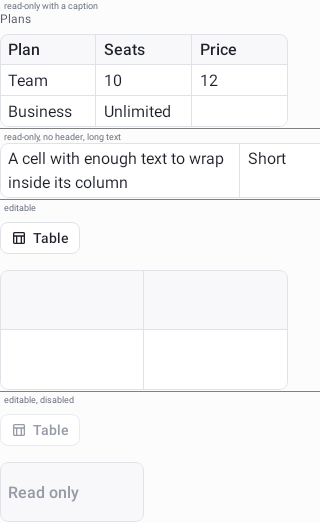 read-only with a caption
Plans
Plan Seats Price
Team 10 12
Business Unlimited
read-only, no header, long text
A cell with enough text to wrap Short
inside its column
editable
Table
editable, disabled
Table
Read only